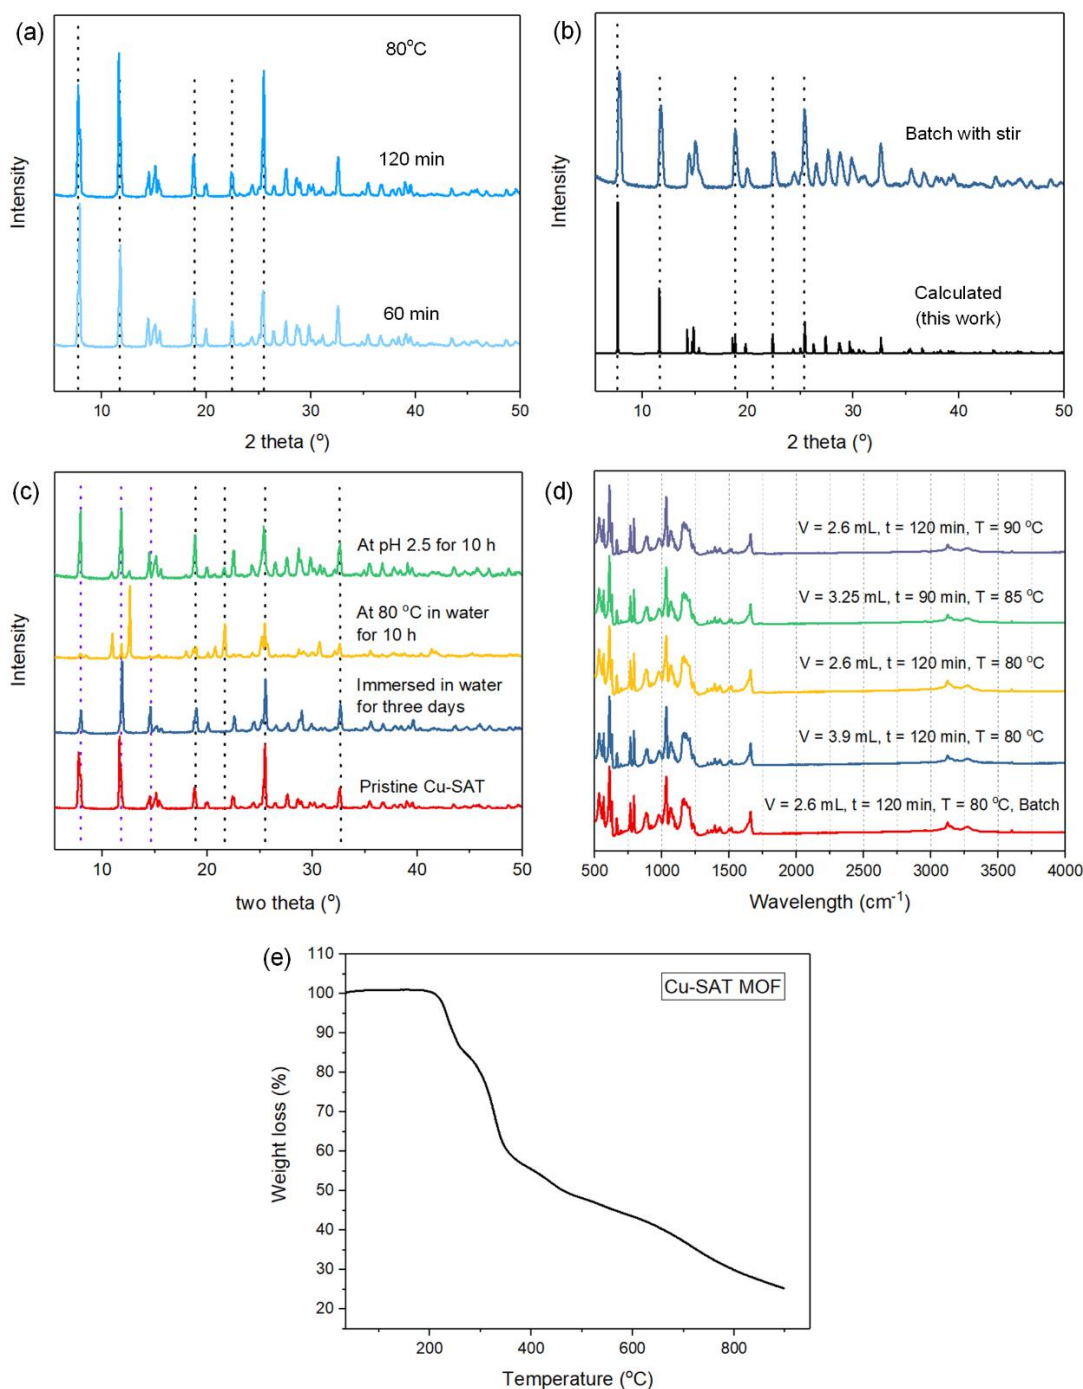 (a)
80°C
120 min
60 min
Intensity
10
20
30
40
50
2 theta (°)
(b)
Batch with stir
Calculated
(this work)
Intensity
10
20
30
40
50
2 theta (°)
(c)
At pH 2.5 for 10 h
At 80 °C in water
for 10 h
Immersed in water
for three days
Pristine Cu-SAT
Intensity
10
20
30
40
50
two theta (°)
(d)
V = 2.6 mL, t = 120 min, T = 90 °C
V = 3.25 mL, t = 90 min, T = 85 °C
V = 2.6 mL, t = 120 min, T = 80 °C
V = 3.9 mL, t = 120 min, T = 80 °C
V = 2.6 mL, t = 120 min, T = 80 °C, Batch
500 1000 1500 2000 2500 3000 3500 4000
Wavelength (cm⁻¹)
(e)
Cu-SAT MOF
110
100
90
80
70
60
50
40
30
20
Weight loss (%)
200
400
600
800
Temperature (°C)